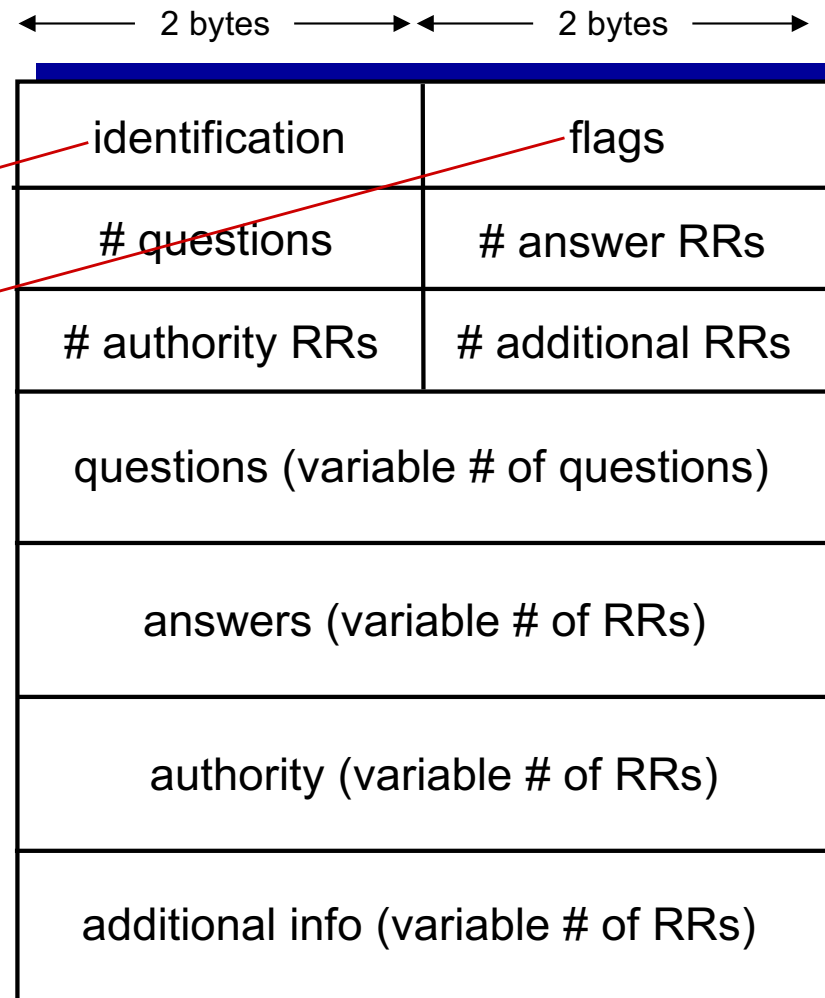 2 bytes 2 bytes
identification flags
# questions # answer RRs
# authority RRs # additional RRs
questions (variable # of questions)
answers (variable # of RRs)
authority (variable # of RRs)
additional info (variable # of RRs)